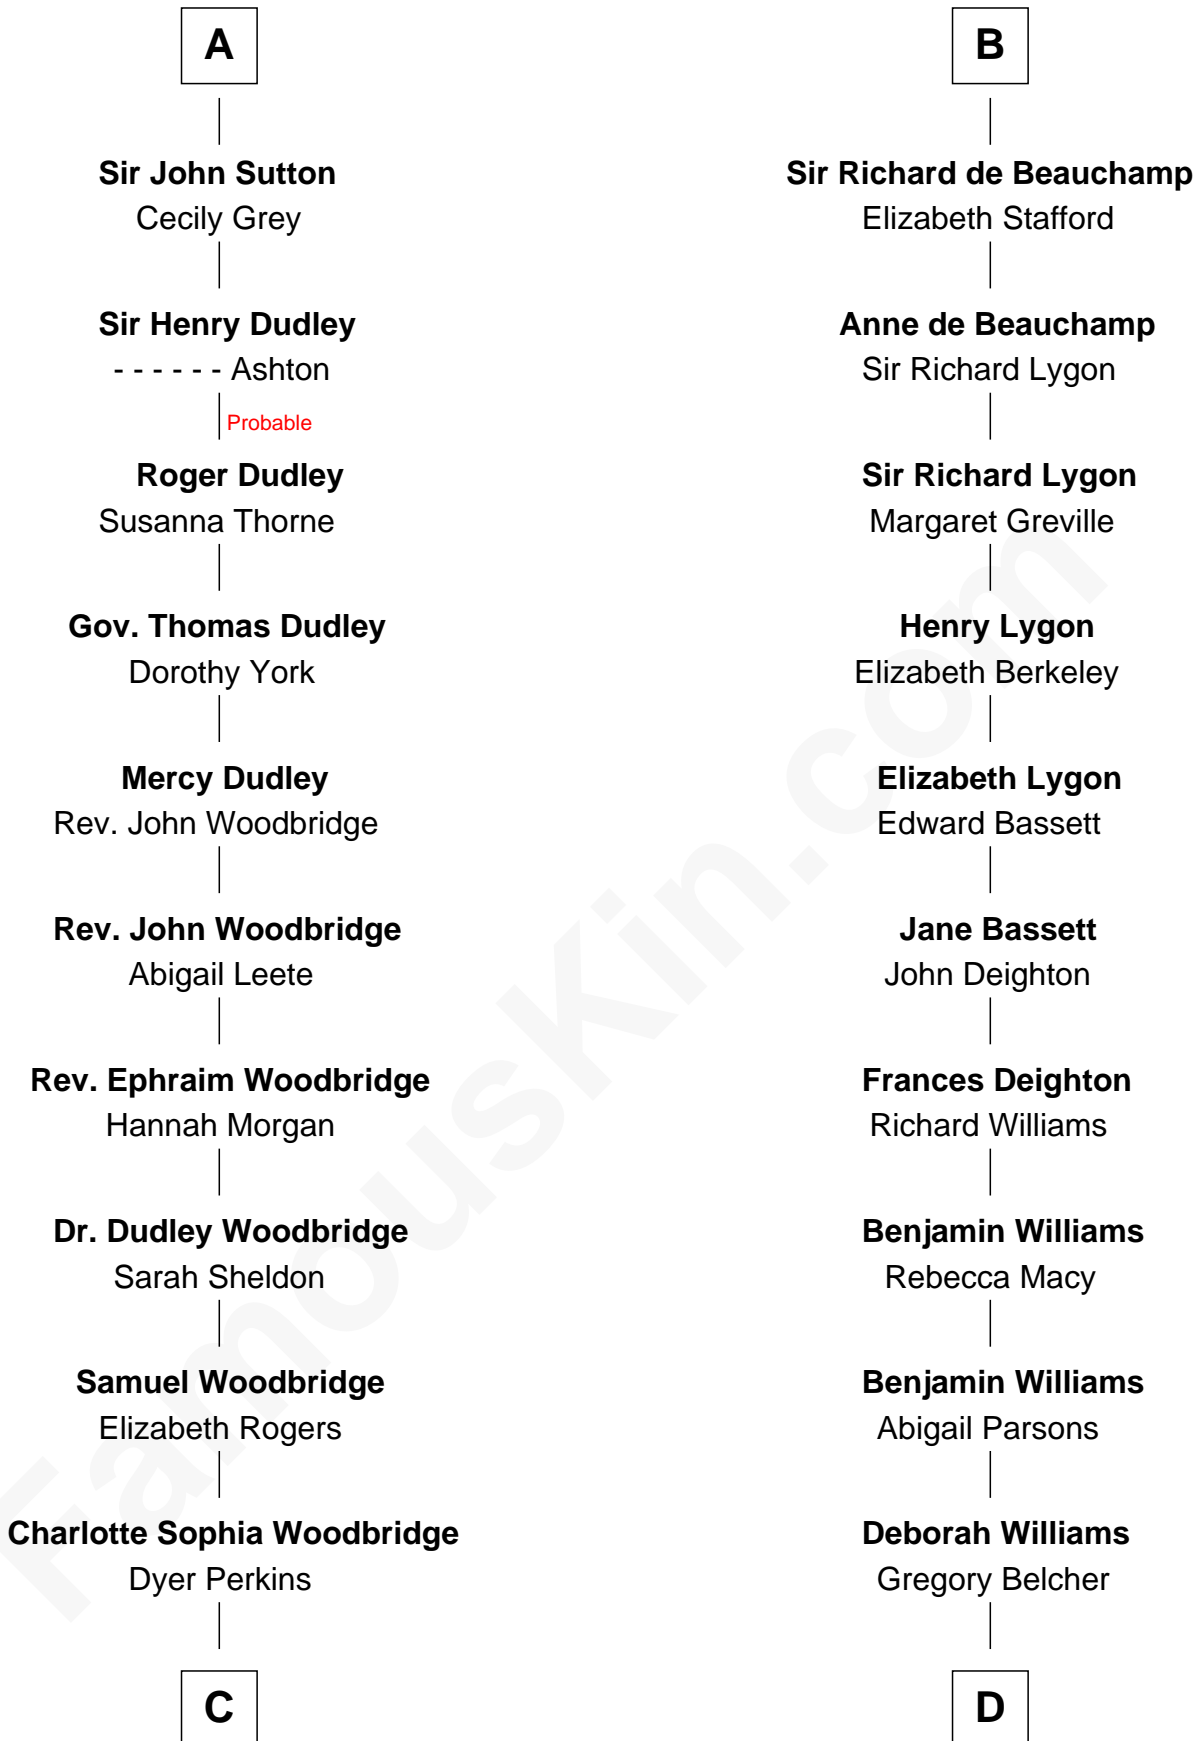 A
Sir John Sutton
Cecily Grey
Sir Henry Dudley
- - - - - - Ashton
Probable
Roger Dudley
Susanna Thorne
Gov. Thomas Dudley
Dorothy York
Mercy Dudley
Rev. John Woodbridge
Rev. John Woodbridge
Abigail Leete
Rev. Ephraim Woodbridge
Hannah Morgan
Dr. Dudley Woodbridge
Sarah Sheldon
Samuel Woodbridge
Elizabeth Rogers
Charlotte Sophia Woodbridge
Dyer Perkins
C
B
Sir Richard de Beauchamp
Elizabeth Stafford
Anne de Beauchamp
Sir Richard Lygon
Sir Richard Lygon
Margaret Greville
Henry Lygon
Elizabeth Berkeley
Elizabeth Lygon
Edward Bassett
Jane Bassett
John Deighton
Frances Deighton
Richard Williams
Benjamin Williams
Rebecca Macy
Benjamin Williams
Abigail Parsons
Deborah Williams
Gregory Belcher
D
FamousKin.com